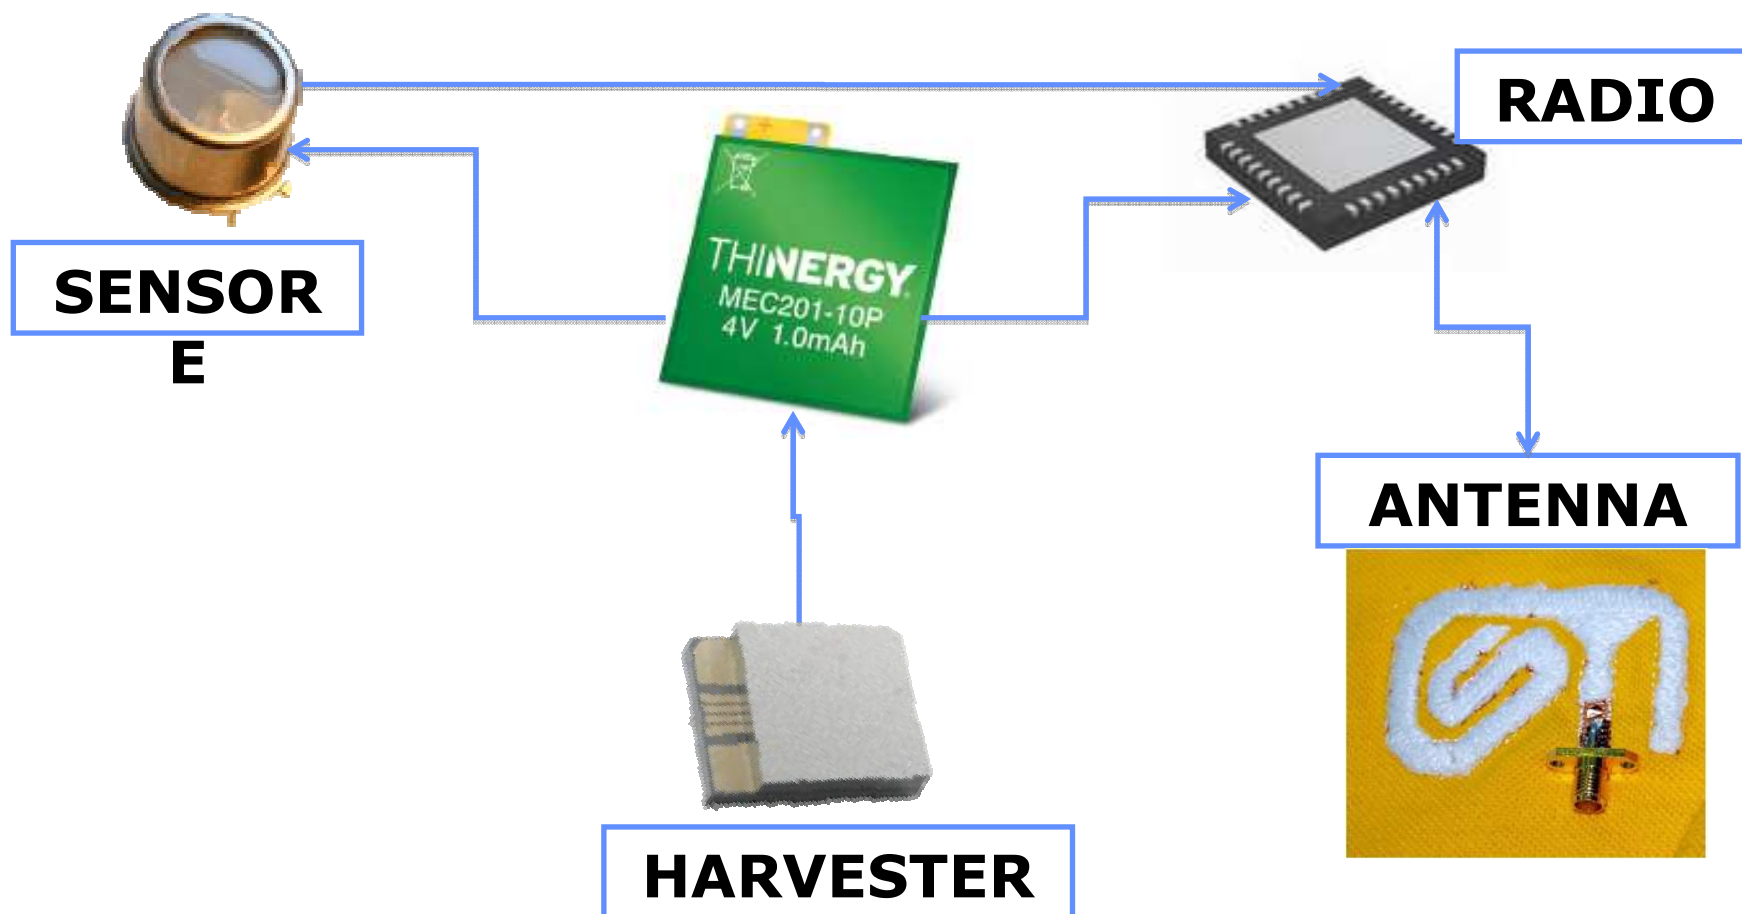 RADIO
SENSOR
E
+
THINERGY
MEC201-10P
4V 1.0mAh
ANTENNA
HARVESTER